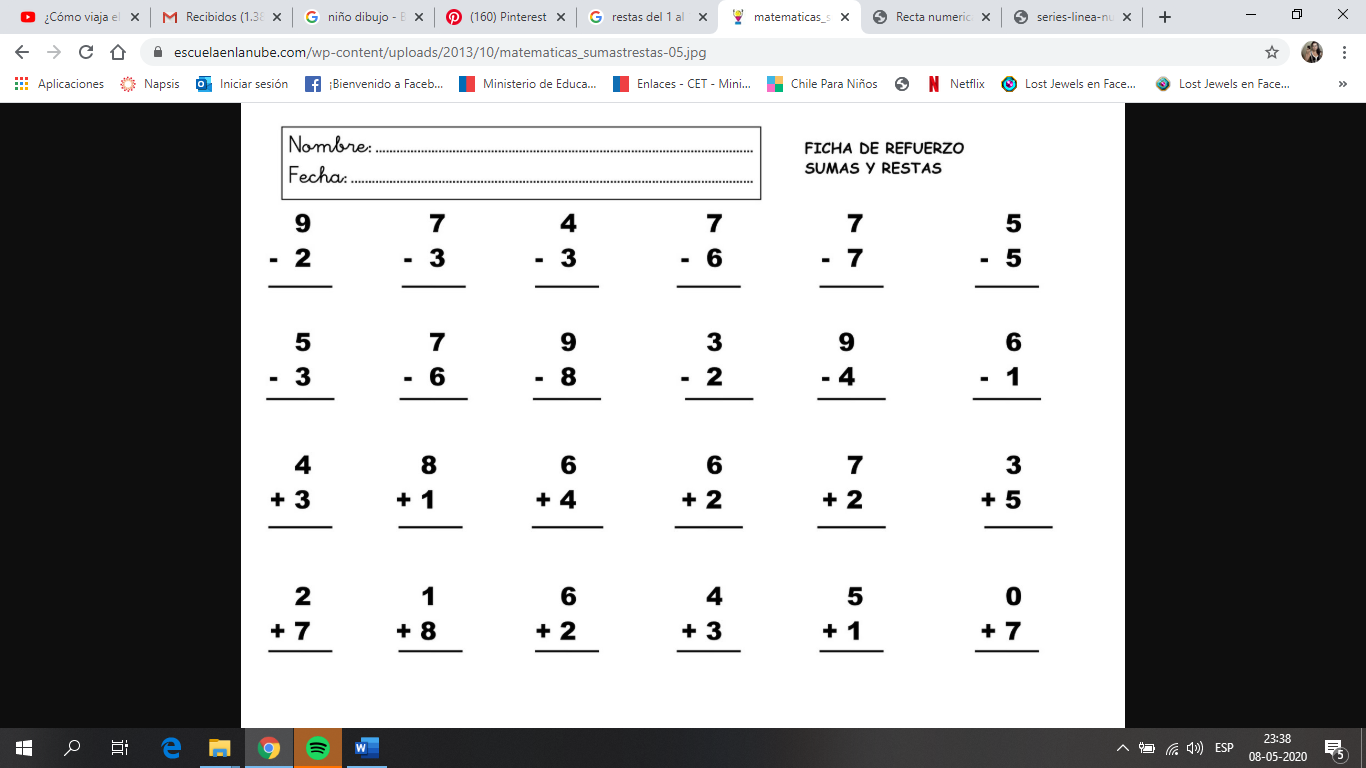 ¿Cómo viaja el
Recibidos (1.38
niño dibujo - B
(160) Pinterest
restas del 1 al
matematicas_s
Recta numeric
series-linea-nu
escuelaenlanube.com/wp-content/uploads/2013/10/matematicas_sumastrestas-05.jpg
Aplicaciones
Napsis
Iniciar sesión
¡Bienvenido a Faceb...
Ministerio de Educa...
Enlaces - CET - Mini...
Chile Para Niños
Netflix
Lost Jewels en Face...
Lost Jewels en Face...
»
Nombre: ........................................................
Fecha: ........................................................
FICHA DE REFUERZO
SUMAS Y RESTAS
9 7 4 7 7 5
- 2 - 3 - 3 - 6 - 7 - 5
5 7 9 3 9 6
- 3 - 6 - 8 - 2 - 4 - 1
4 8 6 6 7 3
+ 3 + 1 + 4 + 2 + 2 + 5
2 1 6 4 5 0
+ 7 + 8 + 2 + 3 + 1 + 7
ESP
23:38
08-05-2020
5